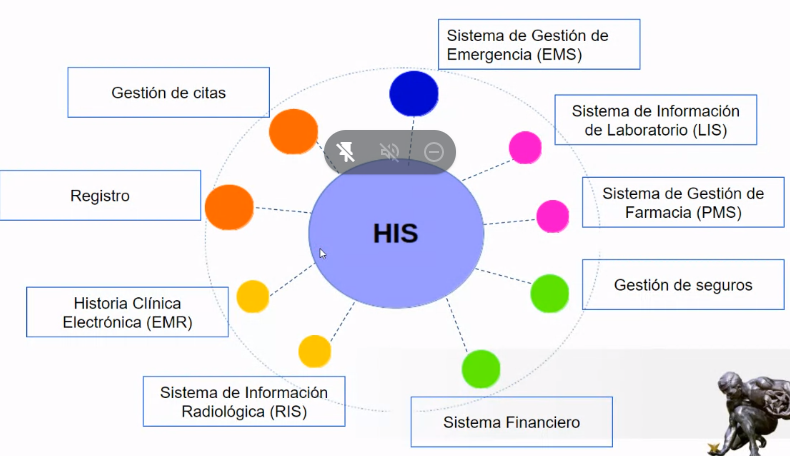 Sistema de Gestión de
Emergencia (EMS)
Gestión de citas
Sistema de Información
de Laboratorio (LIS)
Registro
Sistema de Gestión de
Farmacia (PMS)
HIS
Gestión de seguros
Historia Clínica
Electrónica (EMR)
Sistema de Información
Radiológica (RIS)
Sistema Financiero